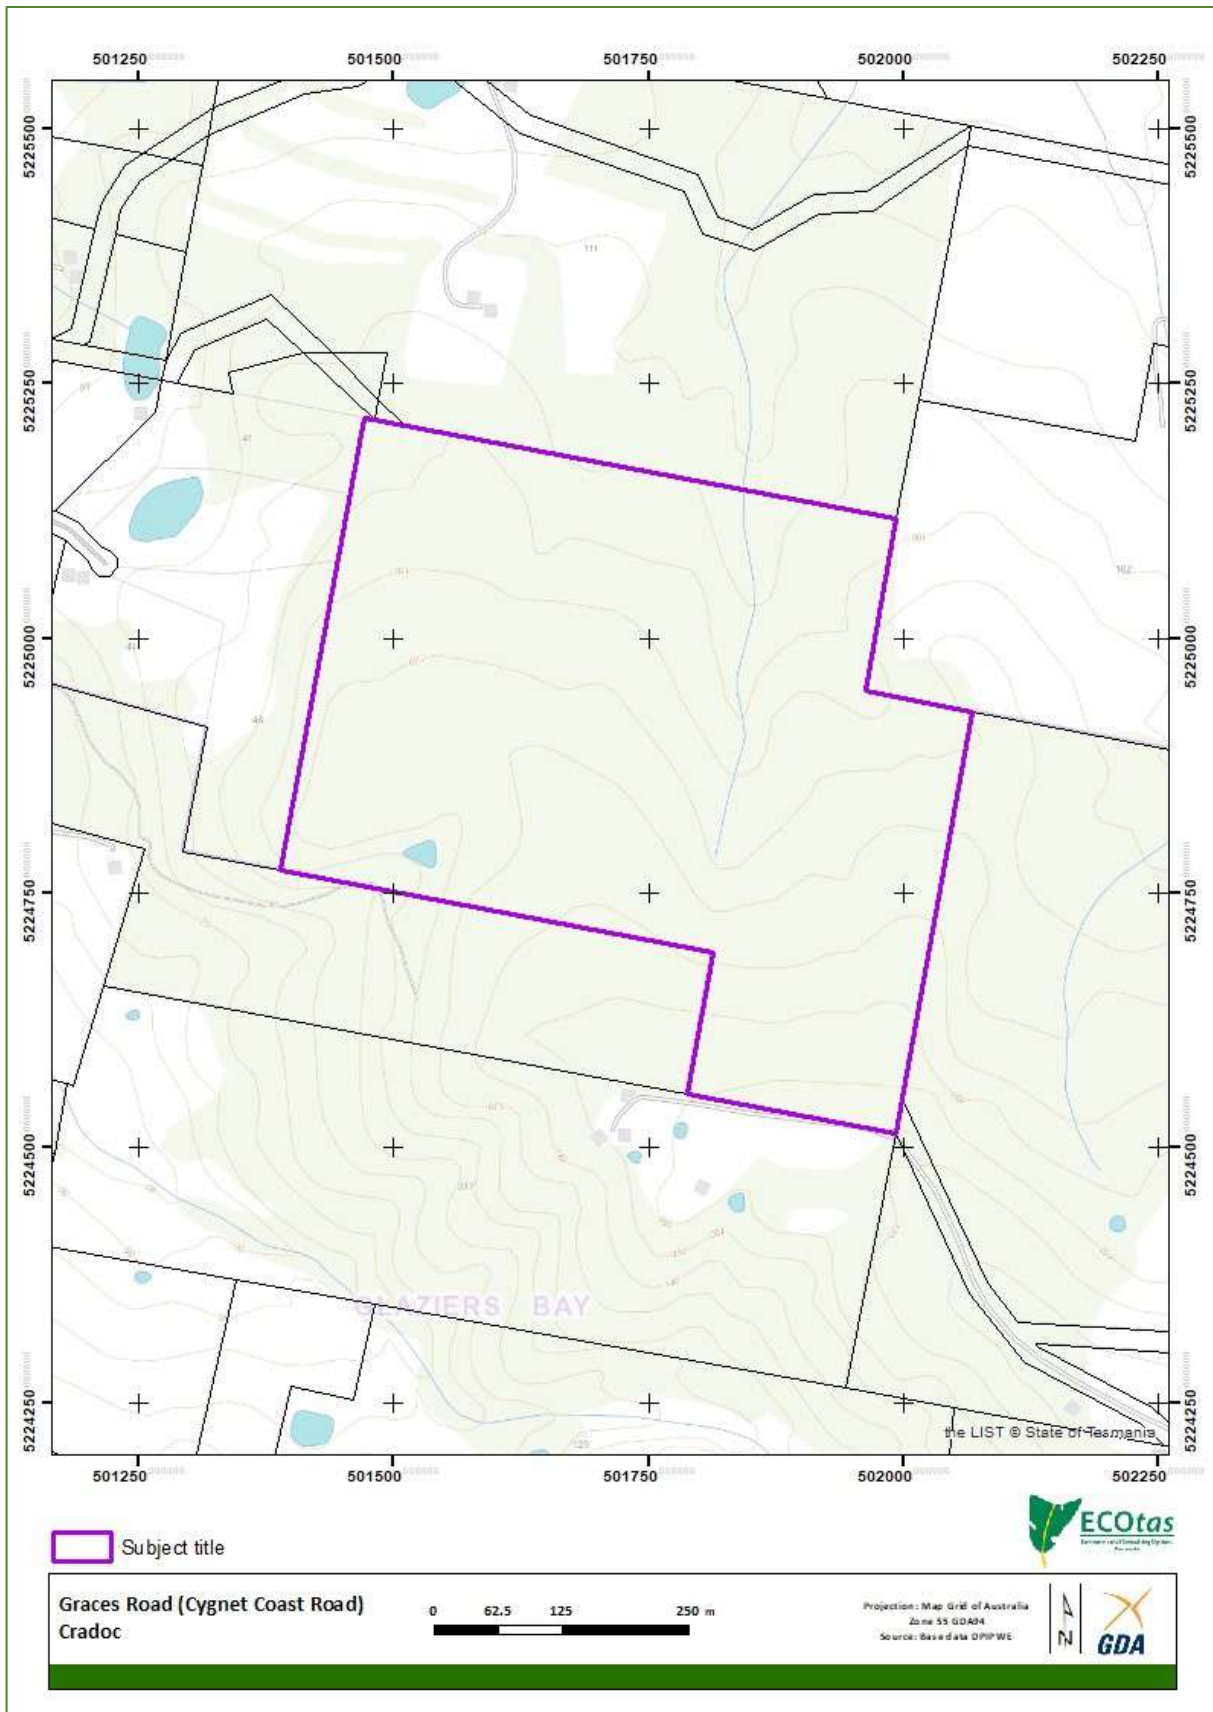 501250 501500 501750 502000 502250
5225500 5225500
111
5225250 5225250
5225000 5225000
102
5224750 5224750
5224500 5224500
GLAZIERS BAY
5224250 5224250
the LIST © State of Tasmania
501250 501500 501750 502000 502250
Subject title
ECOtas
Graces Road (Cygnet Coast Road)
Cradoc
0 62.5 125 250 m
Projection: Map Grid of Australia
Zone 55 GDA94
Source: Base data DPIPWE
N
GDA